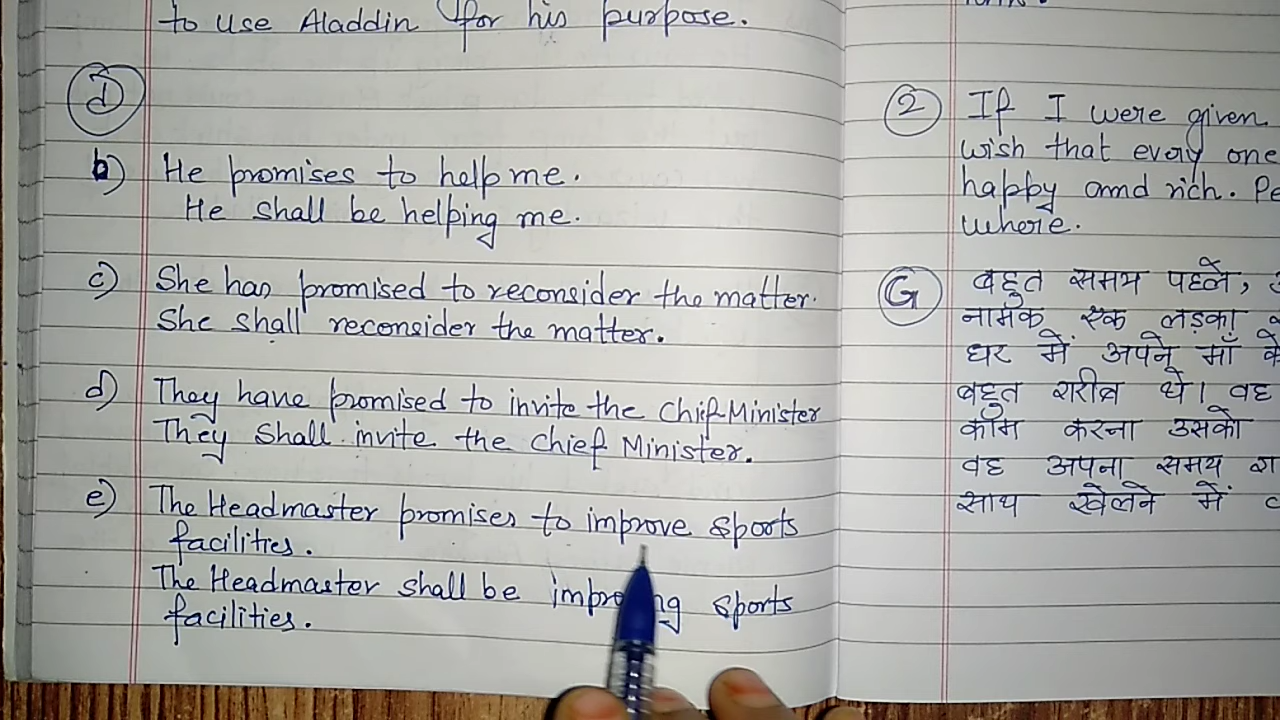 to use Aladdin for his purpose.
D
b) He promises to help me.
He shall be helping me.
c) She has promised to reconsider the matter.
She shall reconsider the matter.
d) They have promised to invite the Chief Minister
They shall invite the Chief Minister.
e) The Headmaster promises to improve sports
facilities.
The Headmaster shall be sports
facilities.
2 If I were given
wish that every one
happy and rich.
where.
G बहुत समय पहले,
नामक एक लड़का
घर में अपने माँ के
बहुत गरीब थे। वह
काम करना उसको
वह अपना समय
साथ खेलने में